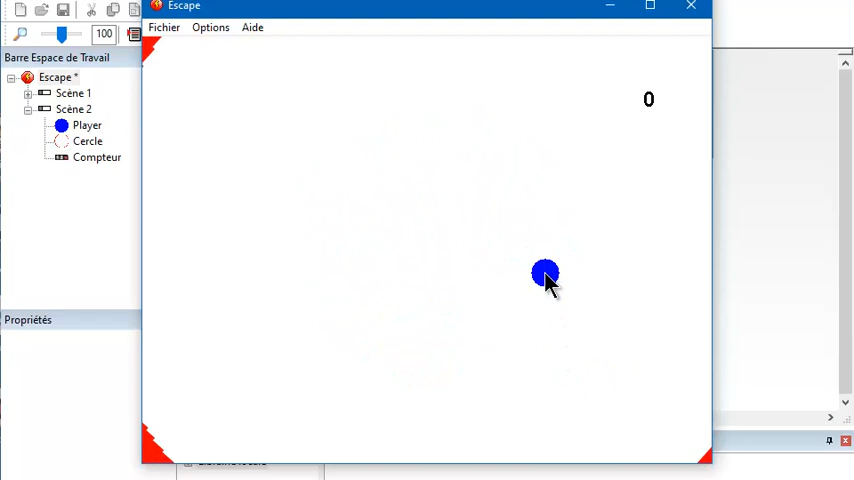 Escape
Fichier Options Aide
100
Barre Espace de Travail
Escape *
Scène 1
Scène 2
Player
Cercle
Compteur
0
Propriétés